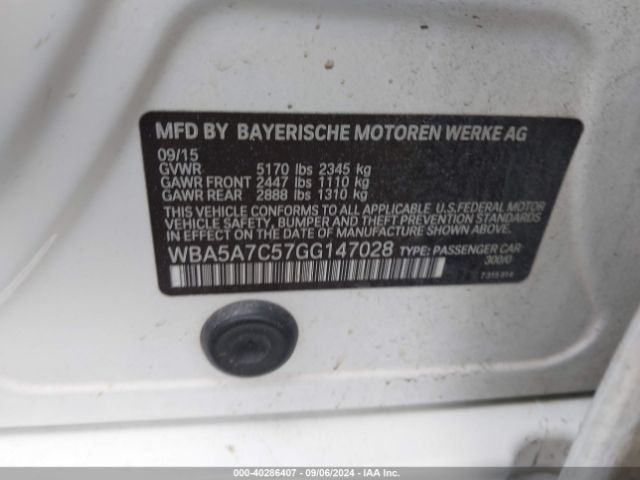 MFD BY BAYERISCHE MOTOREN WERKE AG
09/15
GVWR 5170 lbs 2345 kg
GAWR FRONT 2447 lbs 1110 kg
GAWR REAR 2888 lbs 1310 kg
THIS VEHICLE CONFORMS TO ALL APPLICABLE U.S.FEDERAL MOTOR
VEHICLE SAFETY, BUMPER, AND THEFT PREVENTION STANDARDS
IN EFFECT ON THE DATE OF MANUFACTURE SHOWN ABOVE.
WBA5A7C57GG147028 TYPE: PASSENGER CAR
300/0
000-40286407 - 09/06/2024 - IAA Inc.